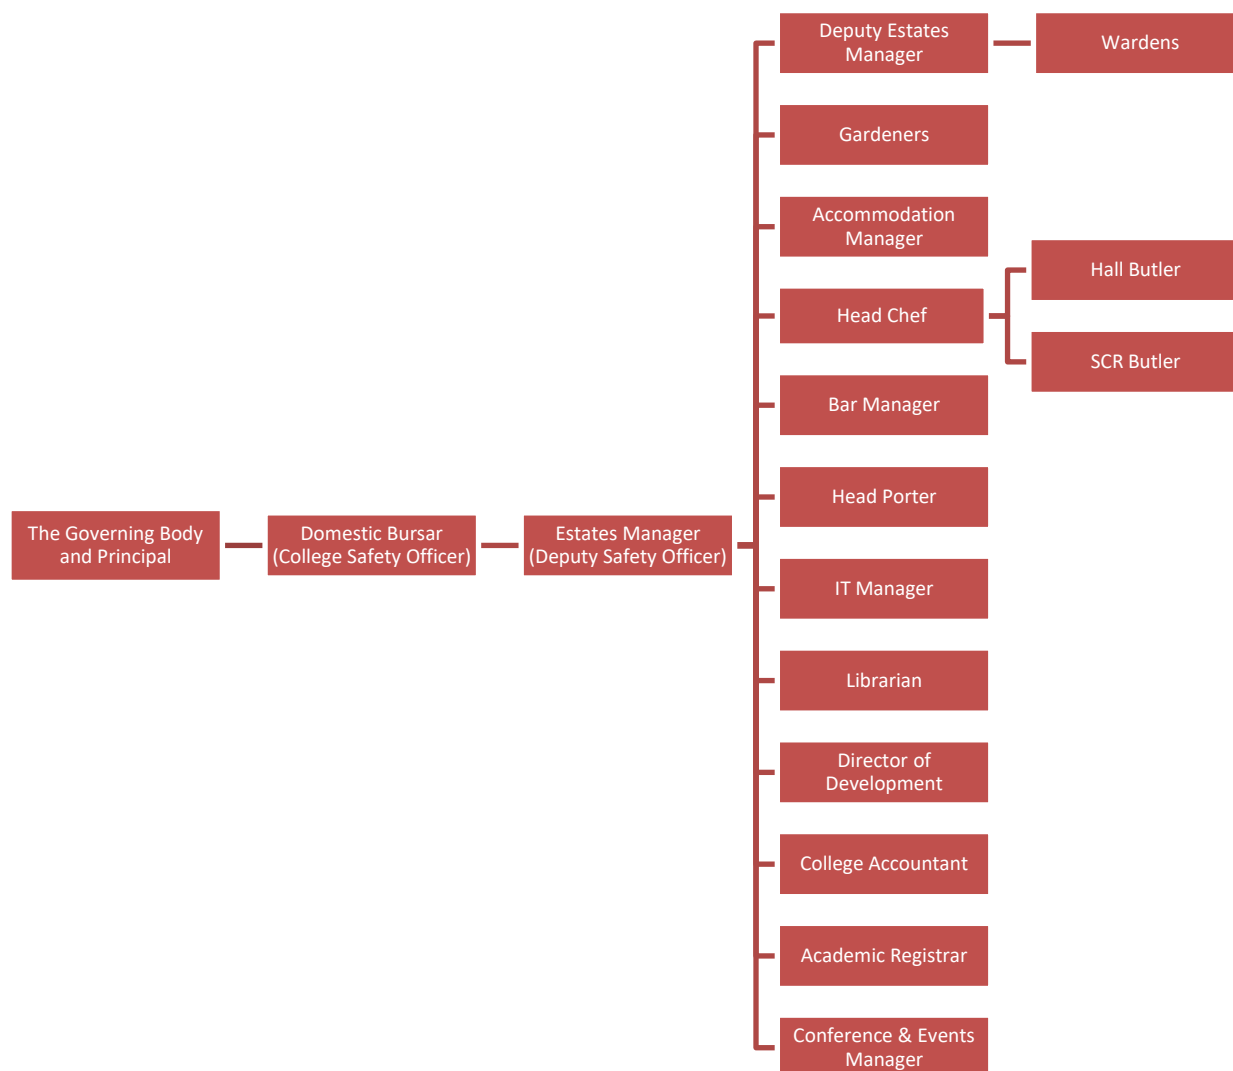 Deputy Estates
Manager
Wardens
Gardeners
Accommodation
Manager
Hall Butler
Head Chef
SCR Butler
Bar Manager
Head Porter
The Governing Body
and Principal
Domestic Bursar
(College Safety Officer)
Estates Manager
(Deputy Safety Officer)
IT Manager
Librarian
Director of
Development
College Accountant
Academic Registrar
Conference & Events
Manager